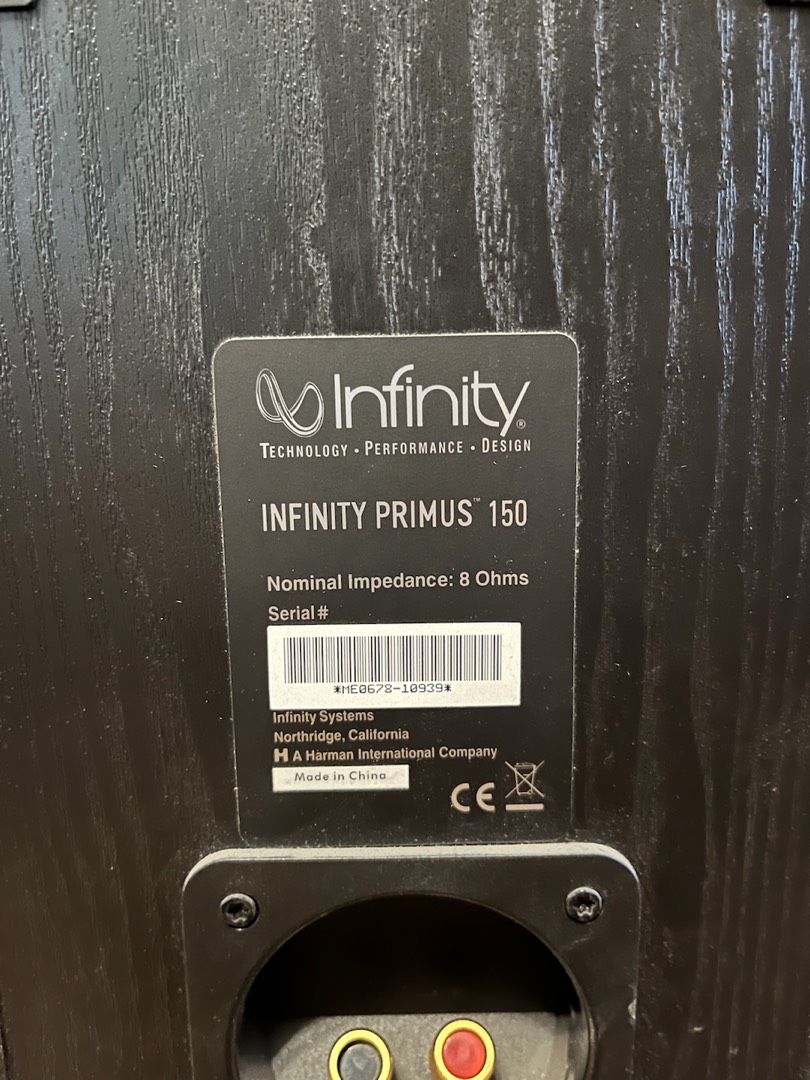 Infinity®
TECHNOLOGY • PERFORMANCE • DESIGN
INFINITY PRIMUS™ 150
Nominal Impedance: 8 Ohms
Serial #
*ME0678-10939*
Infinity Systems
Northridge, California
H A Harman International Company
Made in China
CE